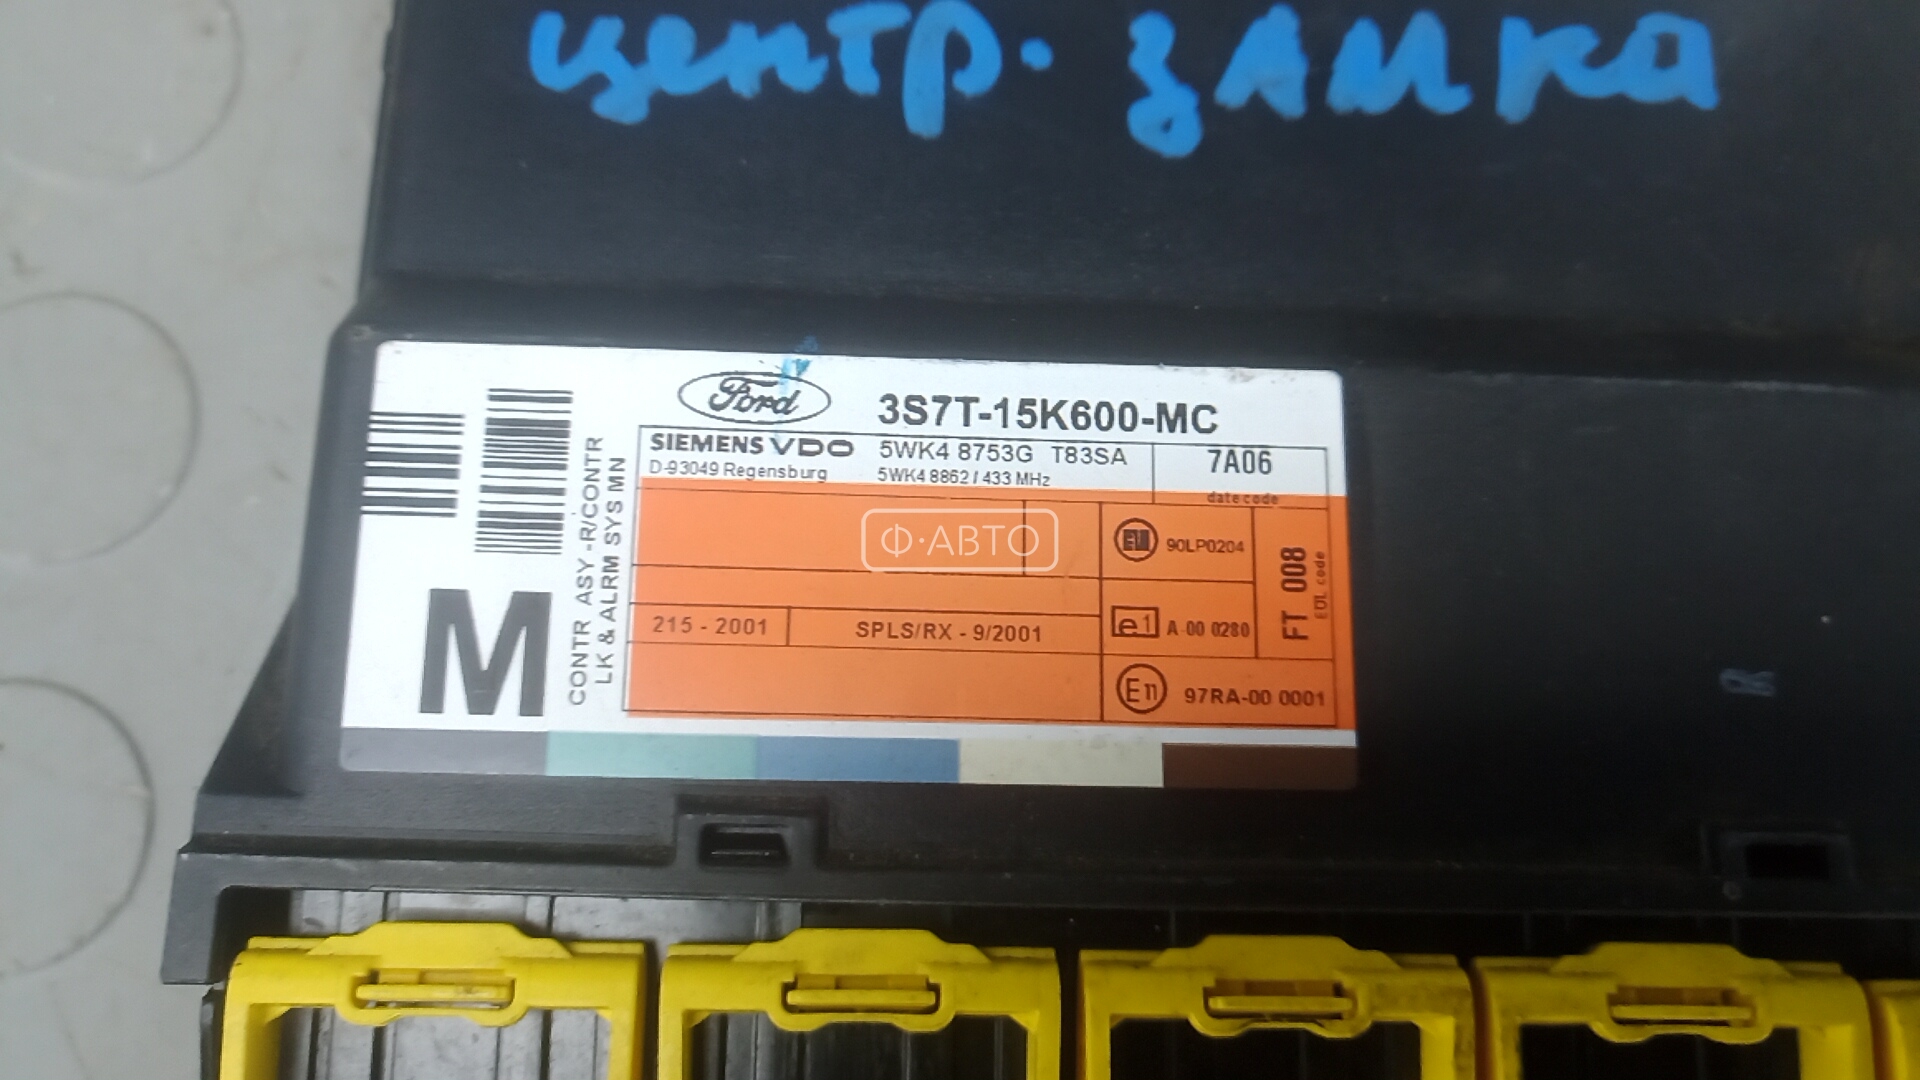 центр. замка
Ford
3S7T-15K600-MC
SIEMENS VDO
5WK4 8753G T83SA
7A06
D-93049 Regensburg
5WK4 8862 / 433 MHz
date code
Ф·АВТО
90LP0204
FT 008
EOL code
215 - 2001
SPLS/RX - 9/2001
e1
A 00 0280
E11
97RA-00 0001
M
CONTR ASY -R/CONTR
LK & ALRM SYS MN